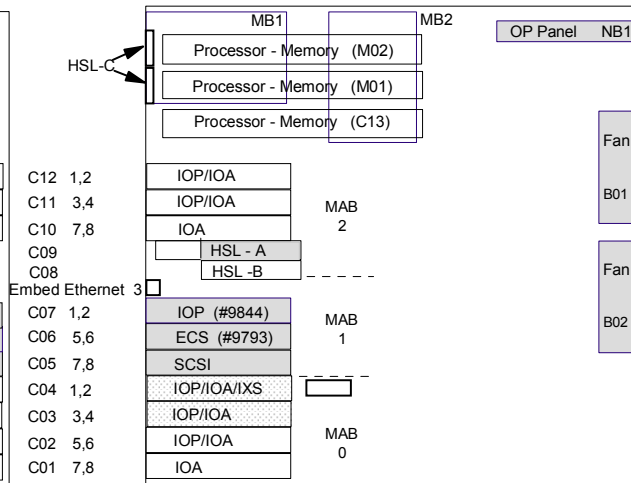 MB1
MB2
OP Panel NB1
HSL-C
Processor - Memory (M02)
Processor - Memory (M01)
Processor - Memory (C13)
Fan
B01
C12 1,2 IOP/IOA
C11 3,4 IOP/IOA
MAB
2
C10 7,8 IOA
C09 HSL - A
C08 HSL -B
Fan
B02
Embed Ethernet 3
C07 1,2 IOP (#9844)
MAB
1
C06 5,6 ECS (#9793)
C05 7,8 SCSI
C04 1,2 IOP/IOA/IXS
C03 3,4 IOP/IOA
MAB
0
C02 5,6 IOP/IOA
C01 7,8 IOA